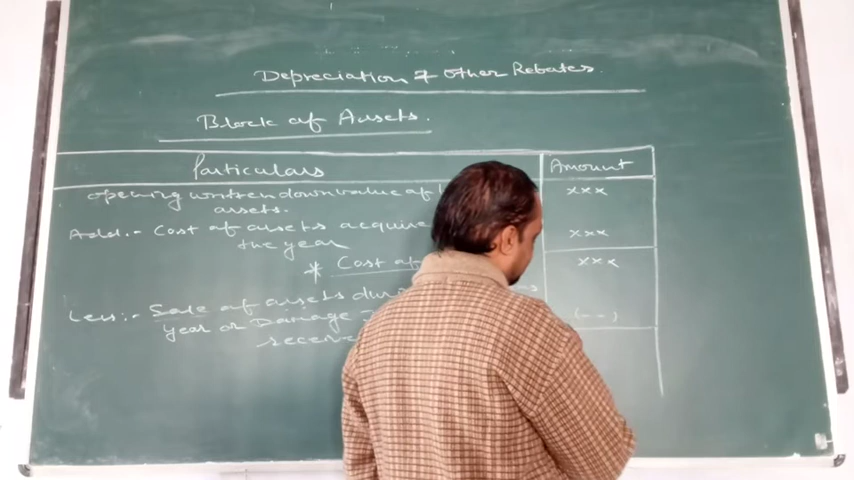 Depreciation & other Rebates.
Block of Assets.
Particulars Amount
opening written down value of xxx
assets.
Add:- Cost of assets acquire xxx
the year
* Cost of xxx
Less:- Sale of assets during
year or Damage (--)